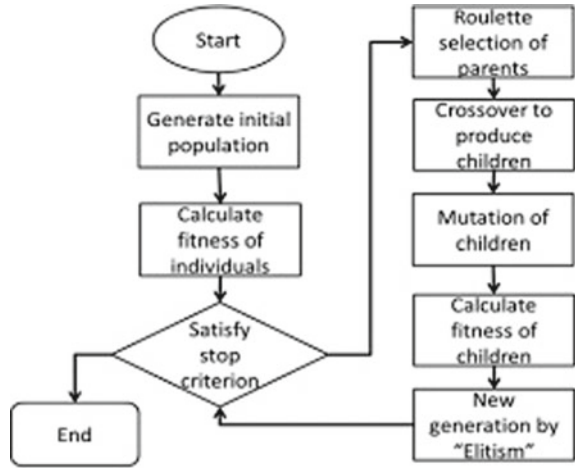 Start
Generate initial
population
Calculate
fitness of
individuals
Satisfy
stop
criterion
End
Roulette
selection of
parents
Crossover to
produce
children
Mutation of
children
Calculate
fitness of
children
New
generation by
“Elitism”